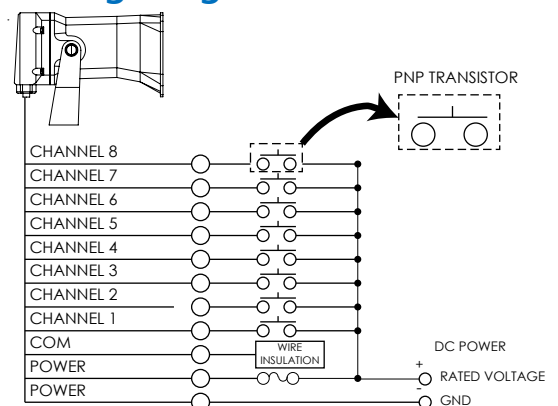 PNP TRANSISTOR
CHANNEL 8
CHANNEL 7
CHANNEL 6
CHANNEL 5
CHANNEL 4
CHANNEL 3
CHANNEL 2
CHANNEL 1
COM
WIRE
INSULATION
DC POWER
POWER
+
RATED VOLTAGE
POWER
-
GND